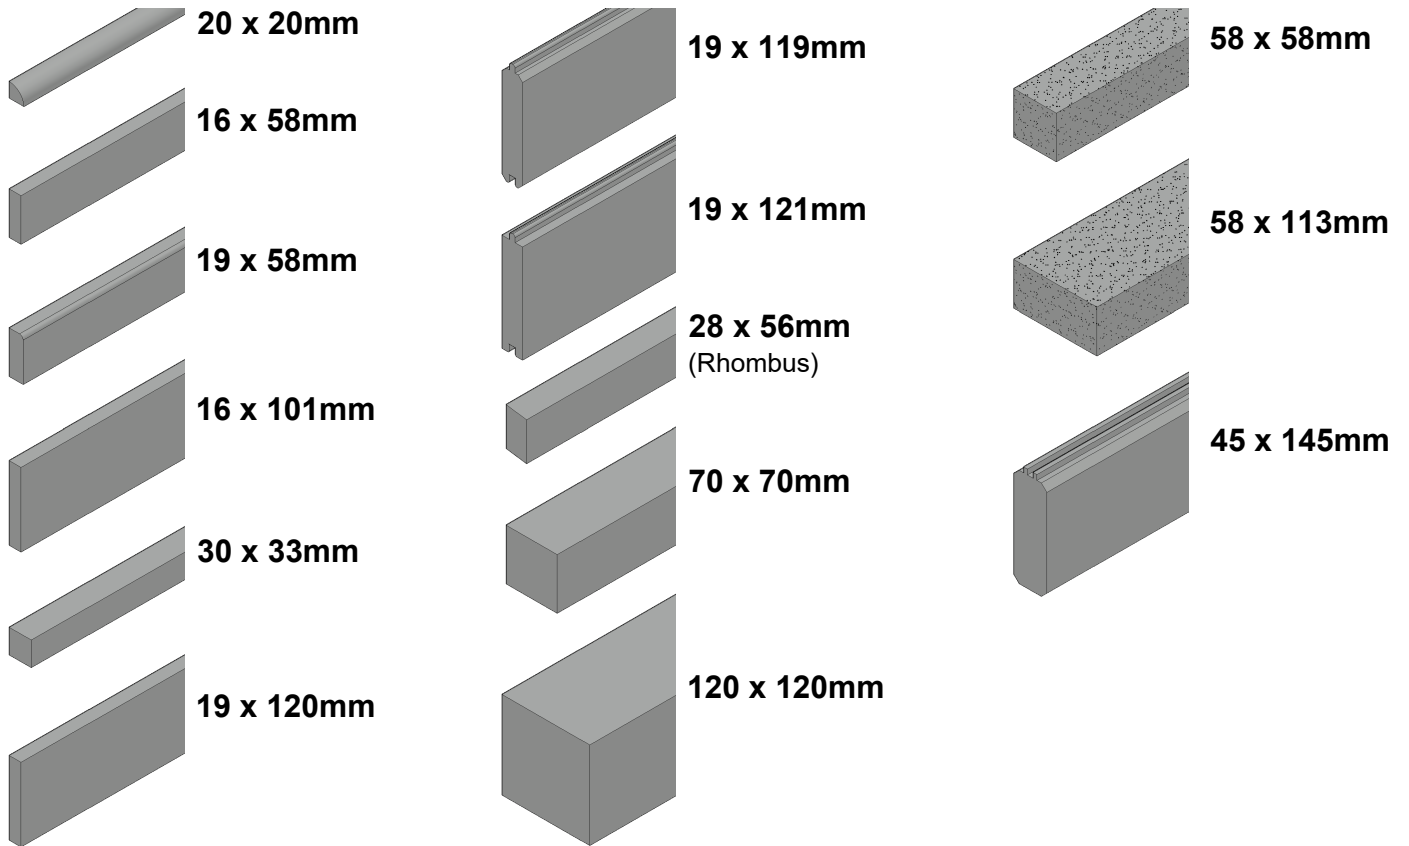 20 x 20mm
16 x 58mm
19 x 58mm
16 x 101mm
30 x 33mm
19 x 120mm
19 x 119mm
19 x 121mm
28 x 56mm
(Rhombus)
70 x 70mm
120 x 120mm
58 x 58mm
58 x 113mm
45 x 145mm